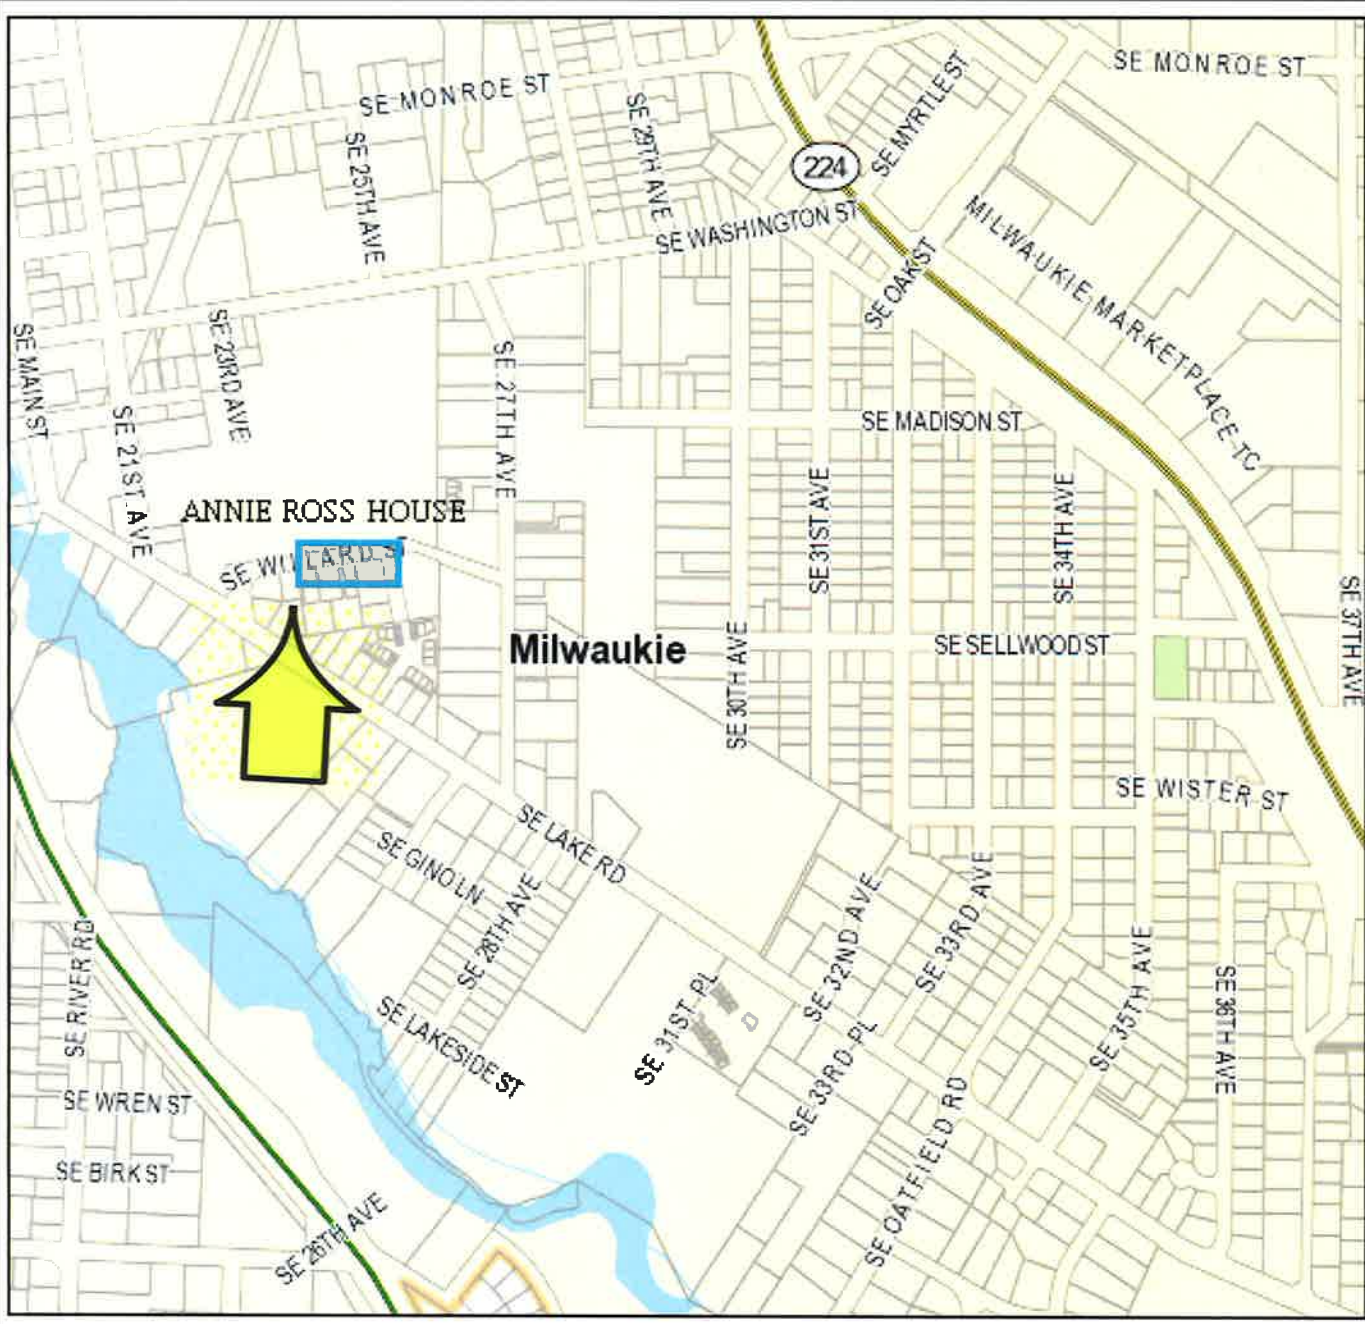 SE MONROE ST
SE MONROE ST
SE MYRTLE ST
SE 29TH AVE
SE 25TH AVE
224
SE WASHINGTON ST
MILWAUKIE MARKETPLACE TC
SE OAK ST
SE MAIN ST
SE 23RD AVE
SE 27TH AVE
SE 21ST AVE
SE MADISON ST
SE 31ST AVE
SE 34TH AVE
ANNIE ROSS HOUSE
SE WILLARD ST
SE 37TH AVE
Milwaukie
SE 30TH AVE
SE SELLWOOD ST
SE WISTER ST
SE LAKE RD
SE GINO LN
SE 28TH AVE
SE 32ND AVE
SE 33RD AVE
SE RIVER RD
SE 35TH AVE
SE 36TH AVE
SE 31ST PL
SE LAKESIDE ST
SE 33RD PL
SE WREN ST
SE OATFIELD RD
SE BIRK ST
SE 26TH AVE